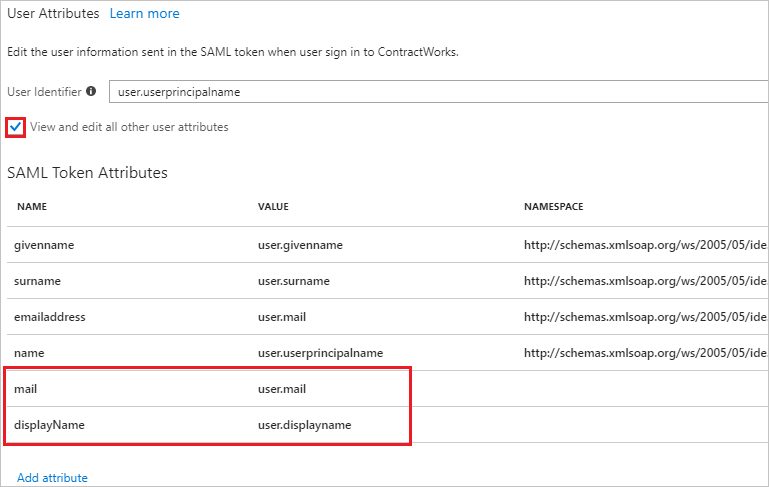 User Attributes Learn more
Edit the user information sent in the SAML token when user sign in to ContractWorks.
User Identifier user.userprincipalname
View and edit all other user attributes
SAML Token Attributes
NAME VALUE NAMESPACE
givenname user.givenname http://schemas.xmlsoap.org/ws/2005/05/ide
surname user.surname http://schemas.xmlsoap.org/ws/2005/05/ide
emailaddress user.mail http://schemas.xmlsoap.org/ws/2005/05/ide
name user.userprincipalname http://schemas.xmlsoap.org/ws/2005/05/ide
mail user.mail
displayName user.displayname
Add attribute